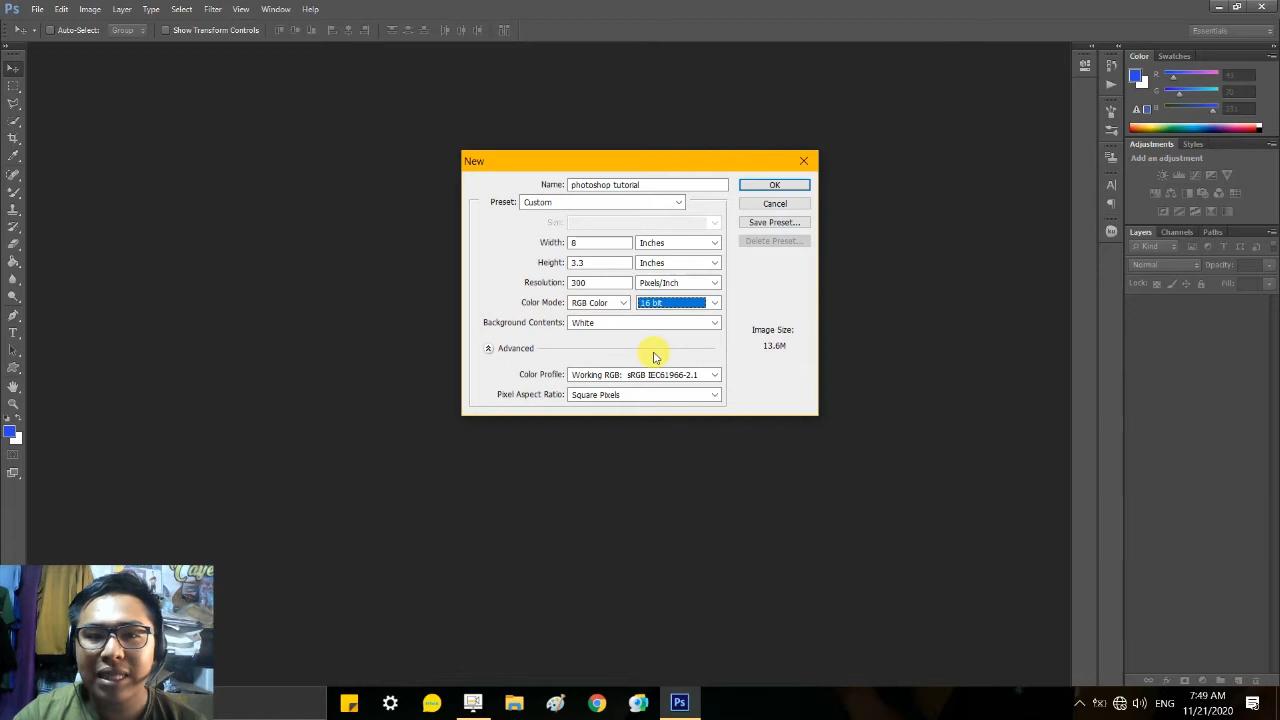 Ps File Edit Image Layer Type Select Filter View Window Help
Auto-Select: Group Show Transform Controls Essentials
Color Swatches
R
G
B
Adjustments Styles
Add an adjustment
Layers Channels Paths
Kind
Normal Opacity:
Lock: Fill:
New
Name: photoshop tutorial OK
Preset: Custom Cancel
Size: Save Preset...
Width: 8 Inches Delete Preset...
Height: 3.3 Inches
Resolution: 300 Pixels/Inch
Color Mode: RGB Color 16 bit
Background Contents: White
Image Size:
13.6M
Advanced
Color Profile: Working RGB: sRGB IEC61966-2.1
Pixel Aspect Ratio: Square Pixels
Ps ENG 7:49 AM
11/21/2020